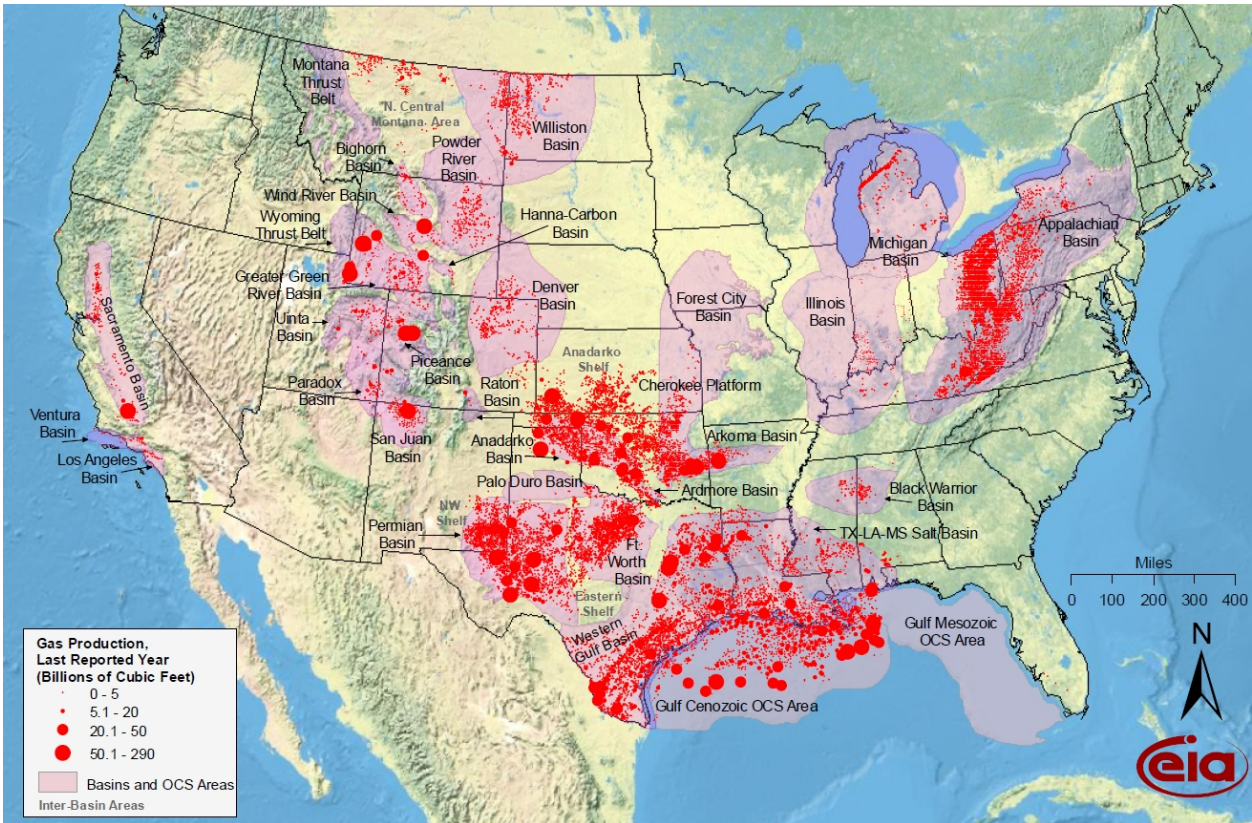 Montana
Thrust
Belt
N. Central
Montana Area
Williston
Basin
Powder
River
Basin
Bighorn
Basin
Wind River Basin
Wyoming
Thrust Belt
Hanna-Carbon
Basin
Greater Green
River Basin
Uinta
Basin
Denver
Basin
Forest City
Basin
Michigan
Basin
Appalachian
Basin
Illinois
Basin
Sacramento Basin
Piceance
Basin
Anadarko
Shelf
Cherokee Platform
Paradox
Basin
Raton
Basin
Ventura
Basin
Los Angeles
Basin
San Juan
Basin
Anadarko
Basin
Arkoma Basin
Palo Duro Basin
Ardmore Basin
Black Warrior
Basin
NW
Shelf
Permian
Basin
Ft.
Worth
Basin
TX-LA-MS Salt Basin
Eastern
Shelf
Western
Gulf Basin
Gulf Mesozoic
OCS Area
Gulf Cenozoic OCS Area
Miles
0 100 200 300 400
N
Gas Production,
Last Reported Year
(Billions of Cubic Feet)
0 - 5
5.1 - 20
20.1 - 50
50.1 - 290
Basins and OCS Areas
Inter-Basin Areas
eia